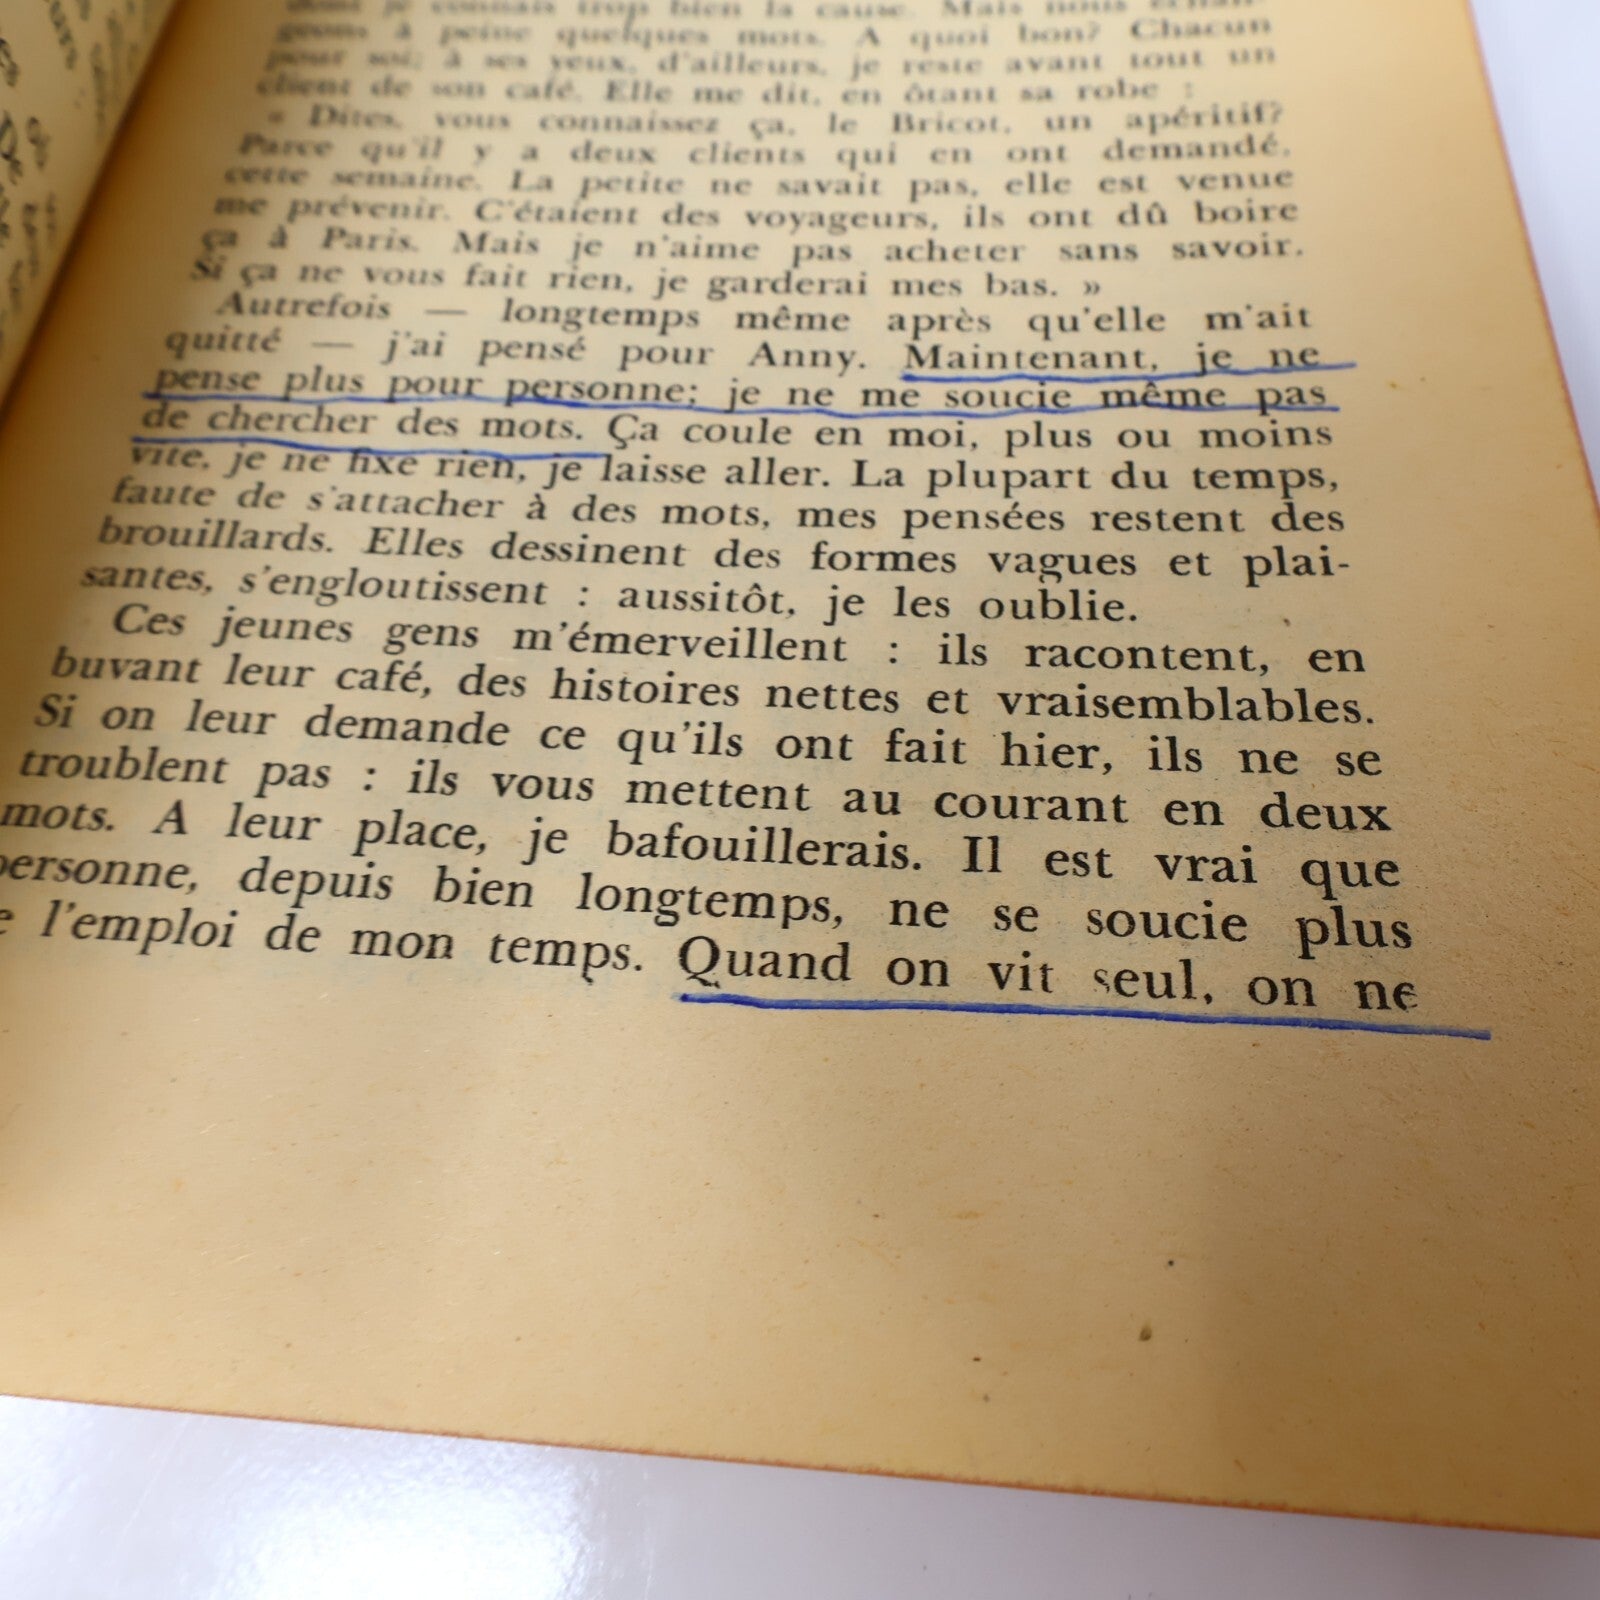 dont je connais trop bien la cause. Mais nous échan-
geons à peine quelques mots. A quoi bon? Chacun
pour soi; à ses yeux, d'ailleurs, je reste avant tout un
client de son café. Elle me dit, en ôtant sa robe :
« Dites, vous connaissez ça, le Bricot, un apéritif?
Parce qu'il y a deux clients qui en ont demandé,
cette semaine. La petite ne savait pas, elle est venue
me prévenir. C'étaient des voyageurs, ils ont dû boire
ça à Paris. Mais je n'aime pas acheter sans savoir.
Si ça ne vous fait rien, je garderai mes bas. »
Autrefois — longtemps même après qu'elle m'ait
quitté — j'ai pensé pour Anny. Maintenant, je ne
pense plus pour personne; je ne me soucie même pas
de chercher des mots. Ça coule en moi, plus ou moins
vite, je ne fixe rien, je laisse aller. La plupart du temps,
faute de s'attacher à des mots, mes pensées restent des
brouillards. Elles dessinent des formes vagues et plai-
santes, s'engloutissent : aussitôt, je les oublie.
Ces jeunes gens m'émerveillent : ils racontent, en
buvant leur café, des histoires nettes et vraisemblables.
Si on leur demande ce qu'ils ont fait hier, ils ne se
troublent pas : ils vous mettent au courant en deux
mots. A leur place, je bafouillerais. Il est vrai que
personne, depuis bien longtemps, ne se soucie plus
e l'emploi de mon temps. Quand on vit seul, on ne